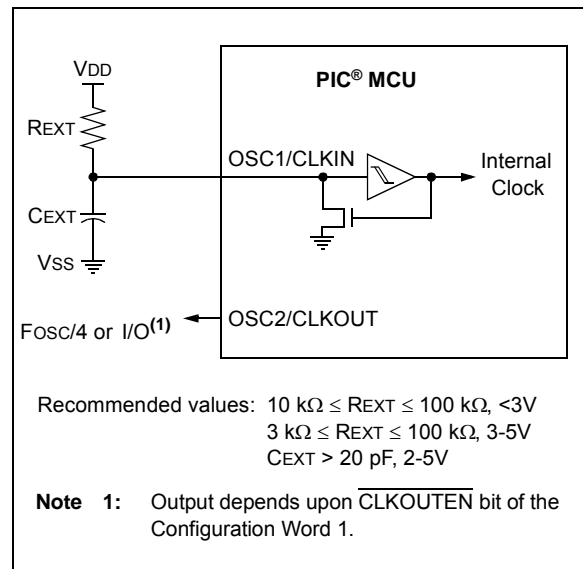 VDD
PIC® MCU
REXT
OSC1/CLKIN
Internal
Clock
CEXT
VSS
OSC2/CLKOUT
FOSC/4 or I/O(1)
Recommended values: 10 kΩ ≤ REXT ≤ 100 kΩ, <3V
3 kΩ ≤ REXT ≤ 100 kΩ, 3-5V
CEXT > 20 pF, 2-5V
Note 1: Output depends upon CLKOUTEN bit of the
Configuration Word 1.